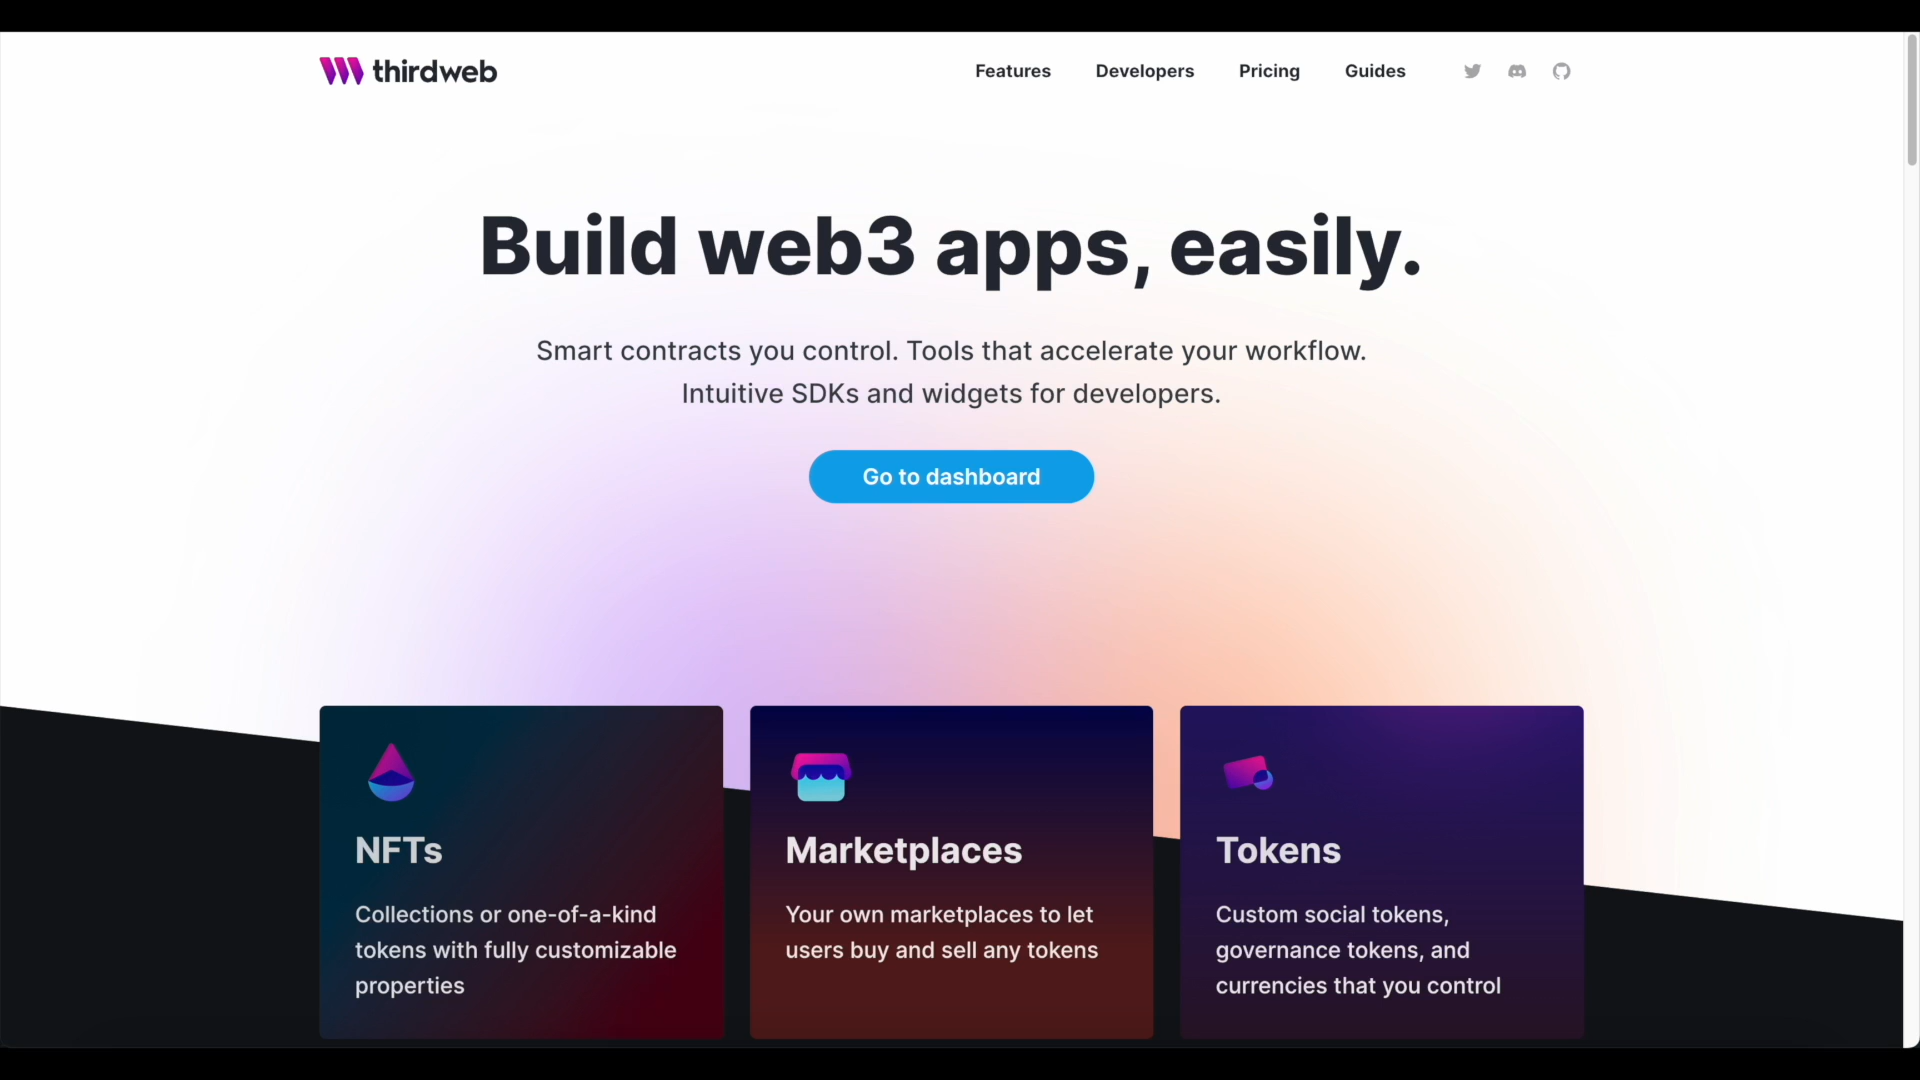 thirdweb
Features
Developers
Pricing
Guides
Build web3 apps, easily.
Smart contracts you control. Tools that accelerate your workflow.
Intuitive SDKs and widgets for developers.
Go to dashboard
NFTs
Collections or one-of-a-kind
tokens with fully customizable
properties
Marketplaces
Your own marketplaces to let
users buy and sell any tokens
Tokens
Custom social tokens,
governance tokens, and
currencies that you control